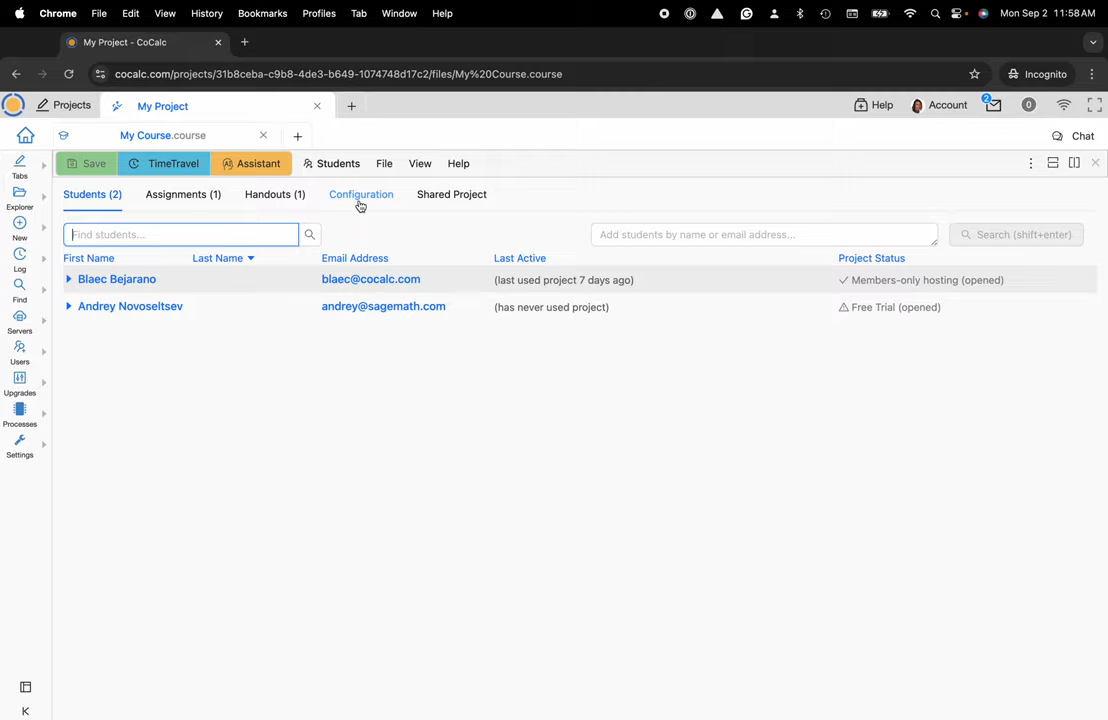 Chrome File Edit View History Bookmarks Profiles Tab Window Help Mon Sep 2 11:58 AM
My Project - CoCalc
cocalc.com/projects/31b8ceba-c9b8-4de3-b649-1074748d17c2/files/My%20Course.course Incognito
Projects My Project Help Account 2 0
My Course.course Chat
Tabs
Save TimeTravel AI Assistant Students File View Help
Students (2) Assignments (1) Handouts (1) Configuration Shared Project
Explorer
Find students... Add students by name or email address... Search (shift+enter)
New
First Name Last Name Email Address Last Active Project Status
Log
Blaec Bejarano blaec@cocalc.com (last used project 7 days ago) Members-only hosting (opened)
Find
Andrey Novoseltsev andrey@sagemath.com (has never used project) Free Trial (opened)
Servers
Users
Upgrades
Processes
Settings